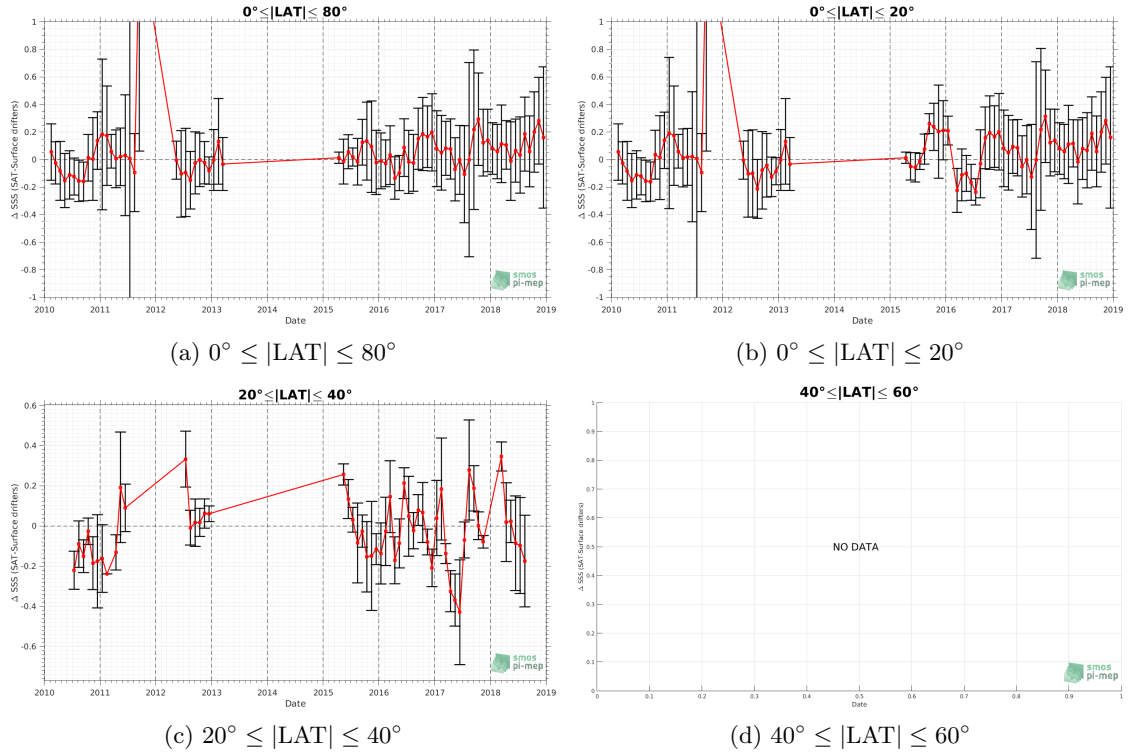 0°≤|LAT|≤ 80°
Δ SSS (SAT-Surface drifters)
1
0.8
0.6
0.4
0.2
0
-0.2
-0.4
-0.6
-0.8
-1
2010 2011 2012 2013 2014 2015 2016 2017 2018 2019
Date
smos
pi-mep
(a) 0° ≤ |LAT| ≤ 80°
0°≤|LAT|≤ 20°
Δ SSS (SAT-Surface drifters)
1
0.8
0.6
0.4
0.2
0
-0.2
-0.4
-0.6
-0.8
-1
2010 2011 2012 2013 2014 2015 2016 2017 2018 2019
Date
smos
pi-mep
(b) 0° ≤ |LAT| ≤ 20°
20°≤|LAT|≤ 40°
Δ SSS (SAT-Surface drifters)
0.6
0.4
0.2
0
-0.2
-0.4
-0.6
2010 2011 2012 2013 2014 2015 2016 2017 2018 2019
Date
smos
pi-mep
(c) 20° ≤ |LAT| ≤ 40°
40°≤|LAT|≤ 60°
Δ SSS (SAT-Surface drifters)
1
0.9
0.8
0.7
0.6
0.5
0.4
0.3
0.2
0.1
0
NO DATA
0 0.1 0.2 0.3 0.4 0.5 0.6 0.7 0.8 0.9 1
Date
smos
pi-mep
(d) 40° ≤ |LAT| ≤ 60°